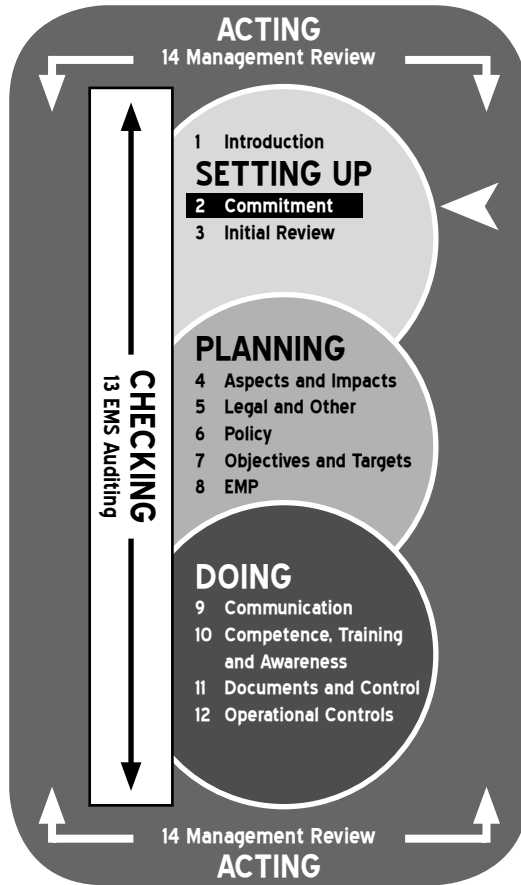 ACTING
14 Management Review
1 Introduction
SETTING UP
2 Commitment
3 Initial Review
PLANNING
4 Aspects and Impacts
5 Legal and Other
6 Policy
7 Objectives and Targets
8 EMP
CHECKING
13 EMS Auditing
DOING
9 Communication
10 Competence, Training
and Awareness
11 Documents and Control
12 Operational Controls
14 Management Review
ACTING